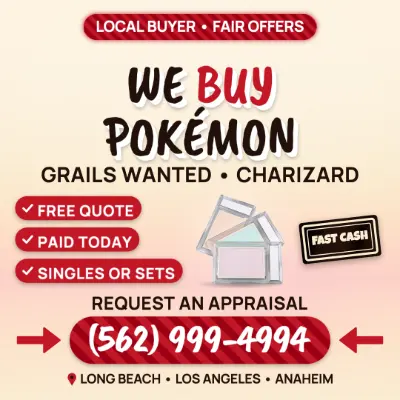 LOCAL BUYER • FAIR OFFERS
WE BUY
POKÉMON
GRAILS WANTED • CHARIZARD
FREE QUOTE
PAID TODAY
SINGLES OR SETS
FAST CASH
REQUEST AN APPRAISAL
(562) 999-4994
LONG BEACH • LOS ANGELES • ANAHEIM